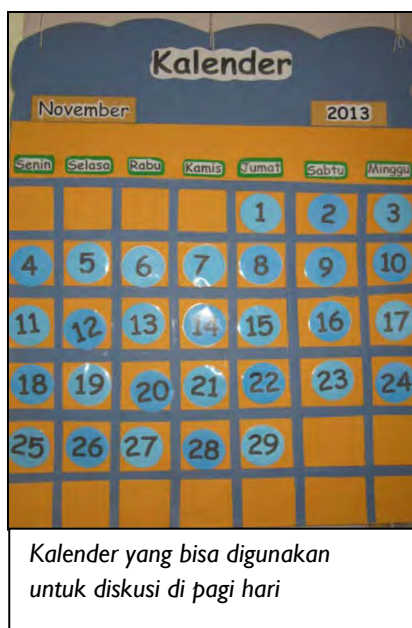 Kalender
November 2013
Senin Selasa Rabu Kamis Jumat Sabtu Minggu
1 2 3
4 5 6 7 8 9 10
11 12 13 14 15 16 17
18 19 20 21 22 23 24
25 26 27 28 29
Kalender yang bisa digunakan
untuk diskusi di pagi hari